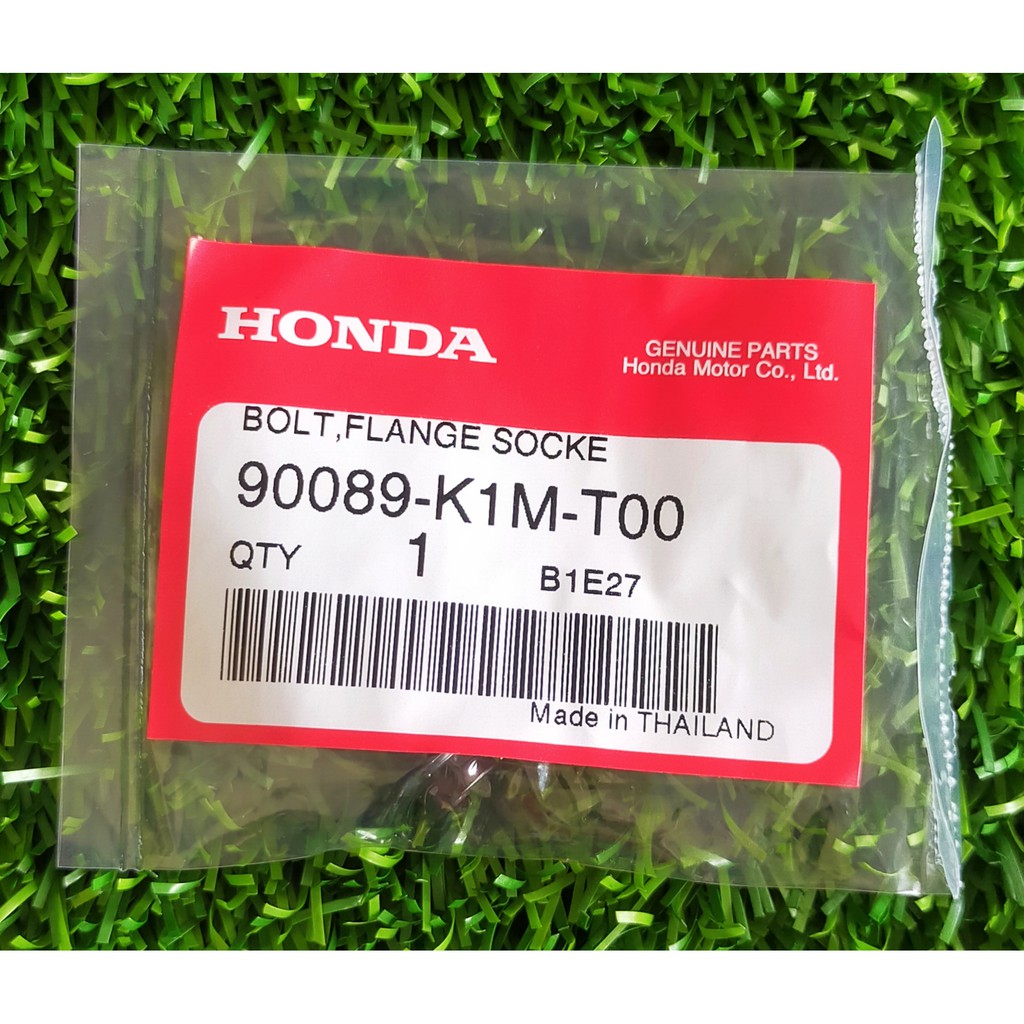 HONDA
GENUINE PARTS
Honda Motor Co., Ltd.
BOLT,FLANGE SOCKE
90089-K1M-T00
QTY 1 B1E27
Made in THAILAND